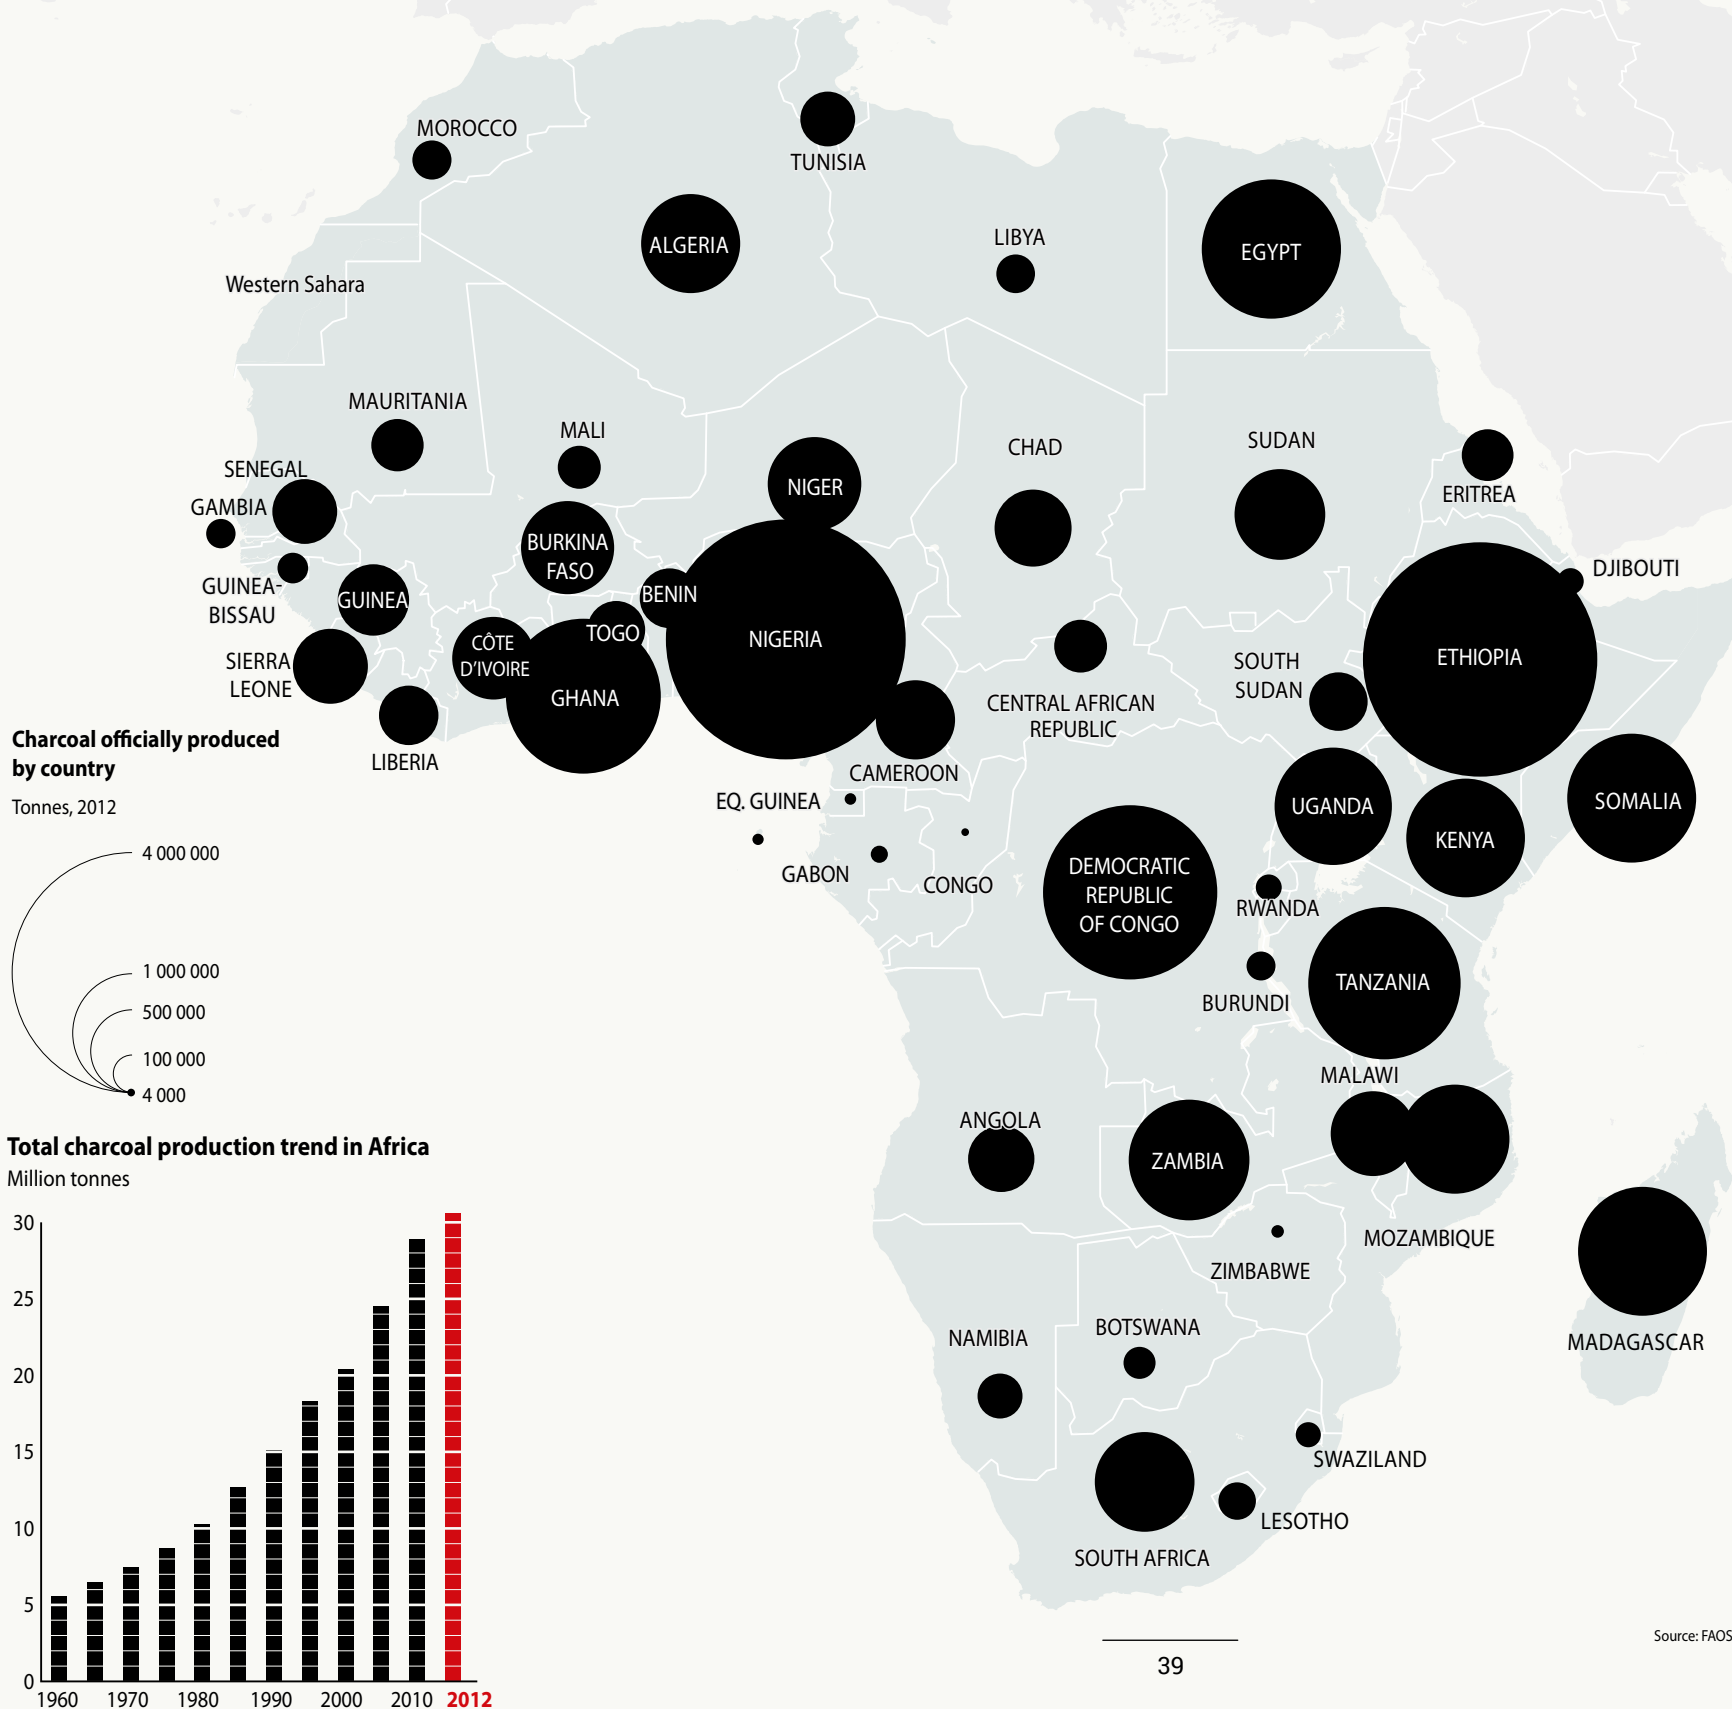 MOROCCO
TUNISIA
ALGERIA
LIBYA
EGYPT
Western Sahara
MAURITANIA
MALI
NIGER
CHAD
SUDAN
ERITREA
SENEGAL
GAMBIA
GUINEA-
BISSAU
GUINEA
BURKINA
FASO
BENIN
TOGO
NIGERIA
DJIBOUTI
ETHIOPIA
SIERRA
LEONE
CÔTE
D'IVOIRE
GHANA
LIBERIA
CAMEROON
CENTRAL AFRICAN
REPUBLIC
SOUTH
SUDAN
EQ. GUINEA
GABON
CONGO
DEMOCRATIC
REPUBLIC
OF CONGO
UGANDA
KENYA
SOMALIA
RWANDA
BURUNDI
TANZANIA
MALAWI
ANGOLA
ZAMBIA
MOZAMBIQUE
ZIMBABWE
MADAGASCAR
NAMIBIA
BOTSWANA
SWAZILAND
LESOTHO
SOUTH AFRICA
Charcoal officially produced
by country
Tonnes, 2012
4 000 000
1 000 000
500 000
100 000
4 000
Total charcoal production trend in Africa
Million tonnes
30
25
20
15
10
5
0
1960 1970 1980 1990 2000 2010 2012
Source: FAOS
39